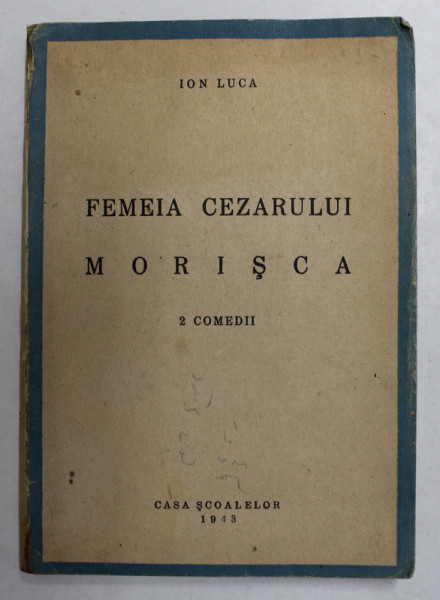 ION LUCA
FEMEIA CEZARULUI
MORIŞCA
2 COMEDII
CASA ŞCOALELOR
1943